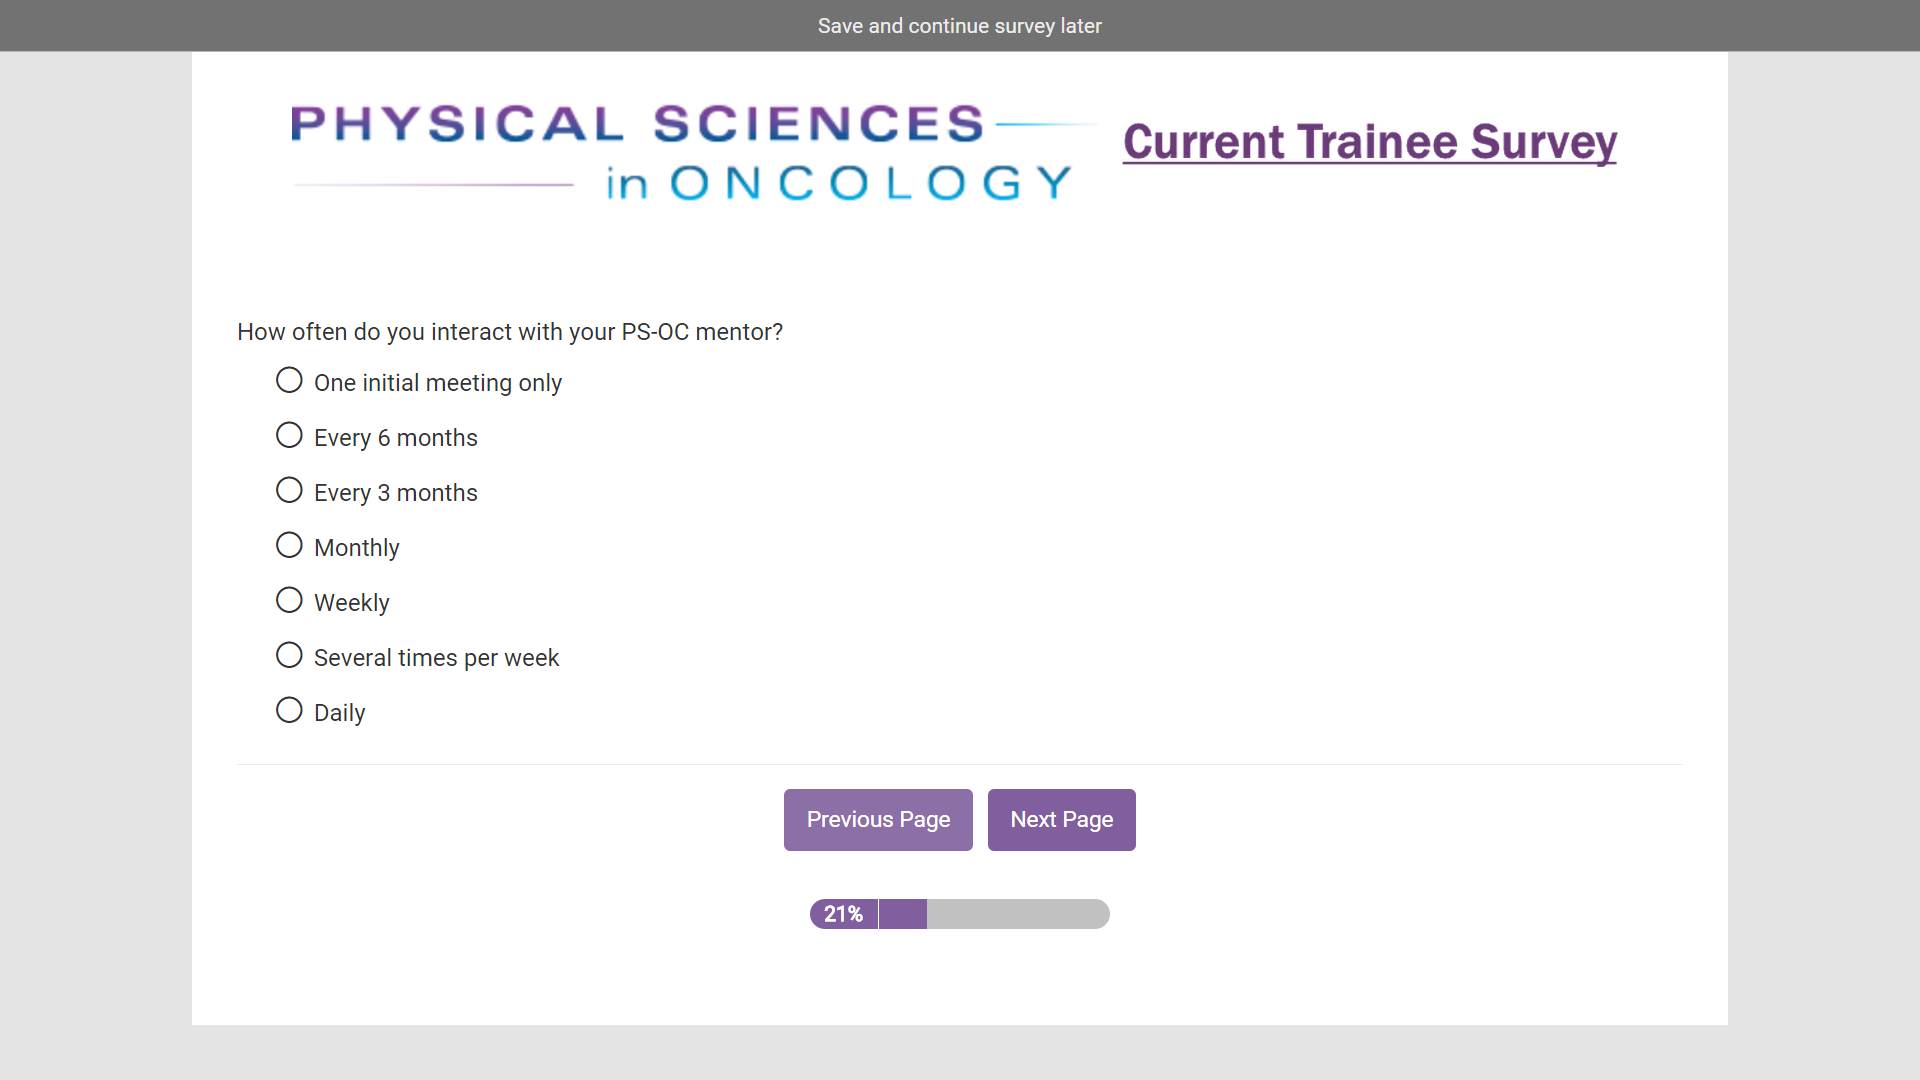 Save and continue survey later
PHYSICAL SCIENCES
in ONCOLOGY
Current Trainee Survey
How often do you interact with your PS-OC mentor?
One initial meeting only
Every 6 months
Every 3 months
Monthly
Weekly
Several times per week
Daily
Previous Page
Next Page
21%